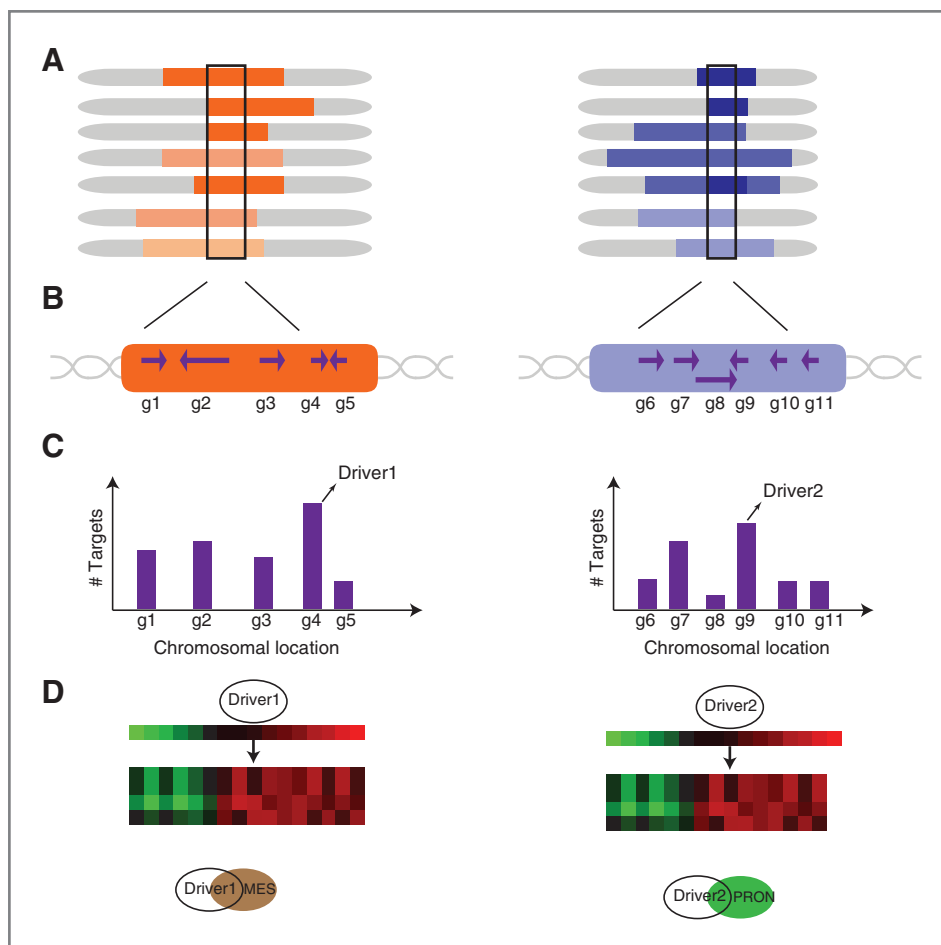 A
B
g1 g2 g3 g4 g5
g6 g7 g8 g9 g10 g11
C
Driver1
# Targets
g1 g2 g3 g4 g5
Chromosomal location
Driver2
# Targets
g6 g7 g8 g9 g10 g11
Chromosomal location
D
Driver1
Driver2
Driver1 MES
Driver2 PRON